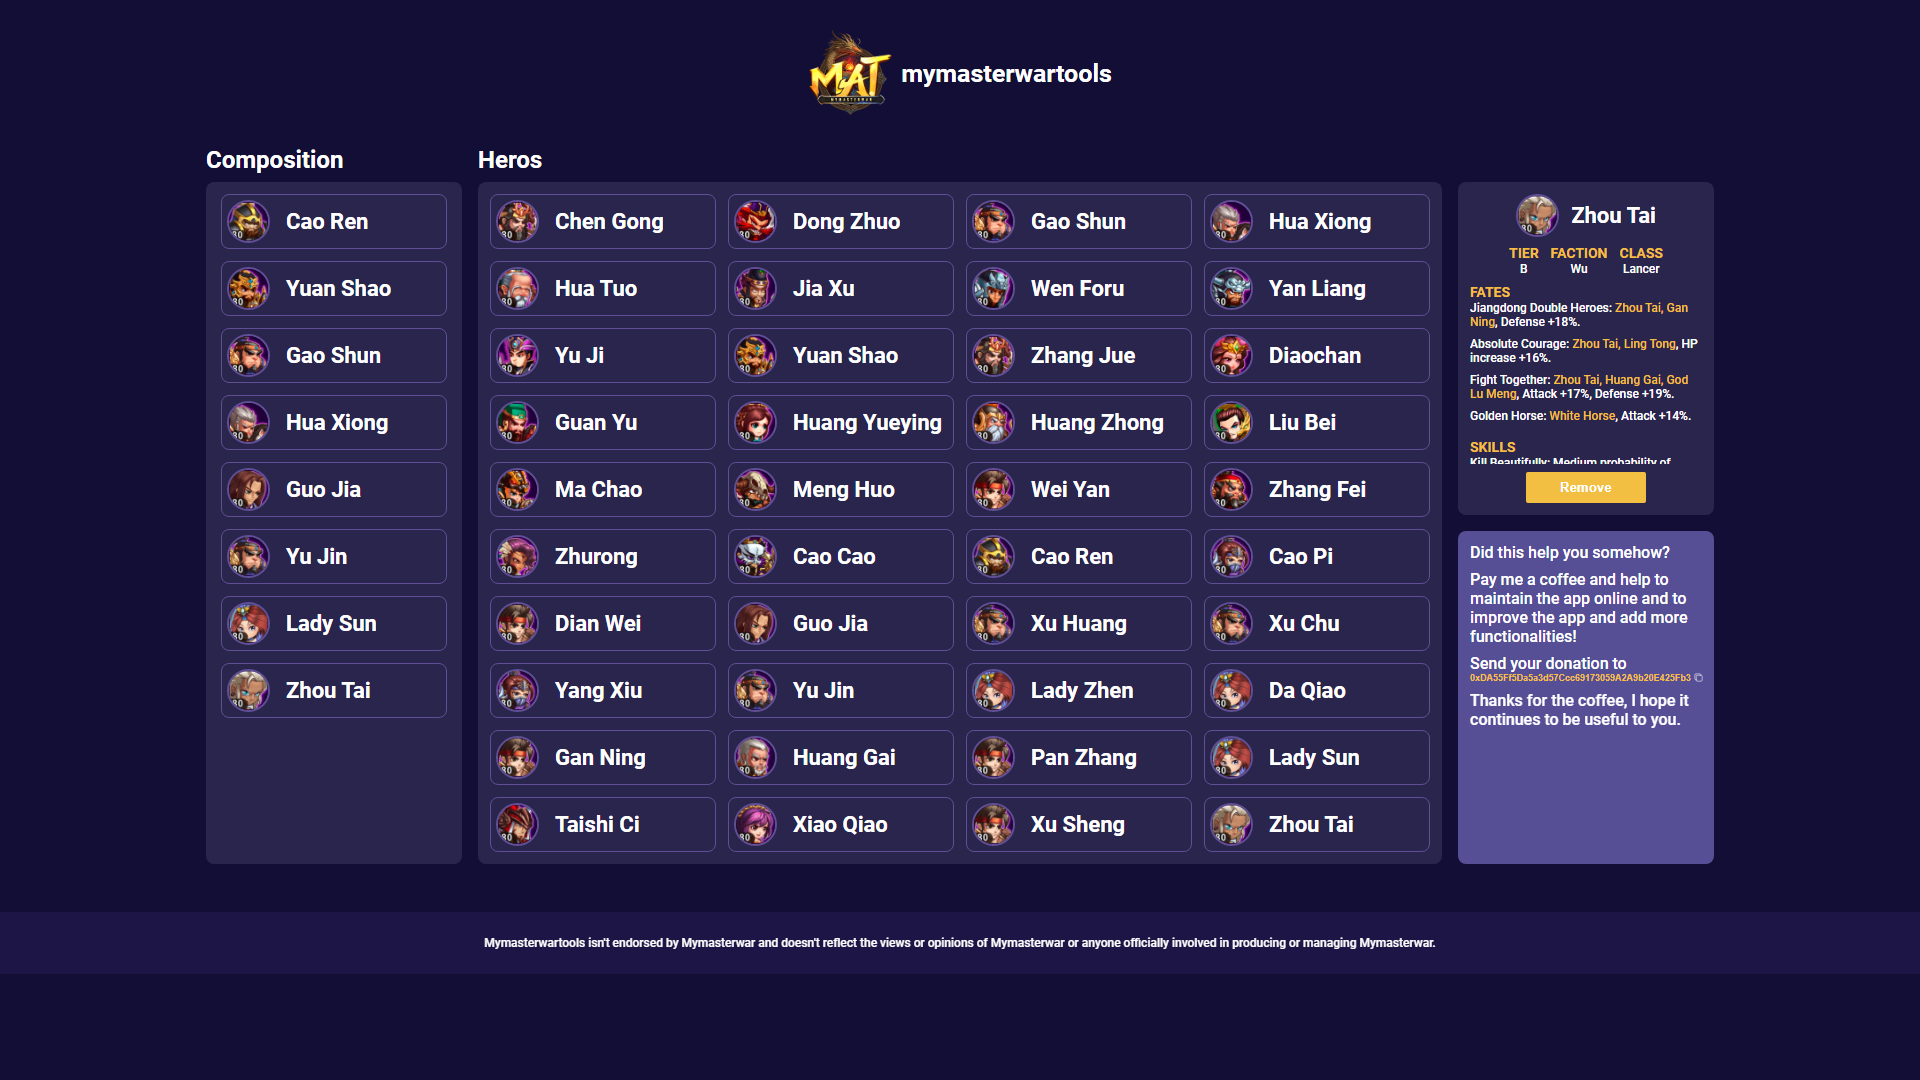 MAT
MYMASTERWAR
mymasterwartools
Composition
Cao Ren
Yuan Shao
Gao Shun
Hua Xiong
Guo Jia
Yu Jin
Lady Sun
Zhou Tai
Heros
Chen Gong
Dong Zhuo
Gao Shun
Hua Xiong
Hua Tuo
Jia Xu
Wen Foru
Yan Liang
Yu Ji
Yuan Shao
Zhang Jue
Diaochan
Guan Yu
Huang Yueying
Huang Zhong
Liu Bei
Ma Chao
Meng Huo
Wei Yan
Zhang Fei
Zhurong
Cao Cao
Cao Ren
Cao Pi
Dian Wei
Guo Jia
Xu Huang
Xu Chu
Yang Xiu
Yu Jin
Lady Zhen
Da Qiao
Gan Ning
Huang Gai
Pan Zhang
Lady Sun
Taishi Ci
Xiao Qiao
Xu Sheng
Zhou Tai
Zhou Tai
TIER FACTION CLASS
B Wu Lancer
FATES
Jiangdong Double Heroes: Zhou Tai, Gan
Ning, Defense +18%.
Absolute Courage: Zhou Tai, Ling Tong, HP
increase +16%.
Fight Together: Zhou Tai, Huang Gai, God
Lu Meng, Attack +17%, Defense +19%.
Golden Horse: White Horse, Attack +14%.
SKILLS
Kill Beautifully: Medium probability of
Remove
Did this help you somehow?
Pay me a coffee and help to
maintain the app online and to
improve the app and add more
functionalities!
Send your donation to
0xDA55Ff5Da5a3d57Ccc69173059A2A9b20E425Fb3
Thanks for the coffee, I hope it
continues to be useful to you.
Mymasterwartools isn't endorsed by Mymasterwar and doesn't reflect the views or opinions of Mymasterwar or anyone officially involved in producing or managing Mymasterwar.